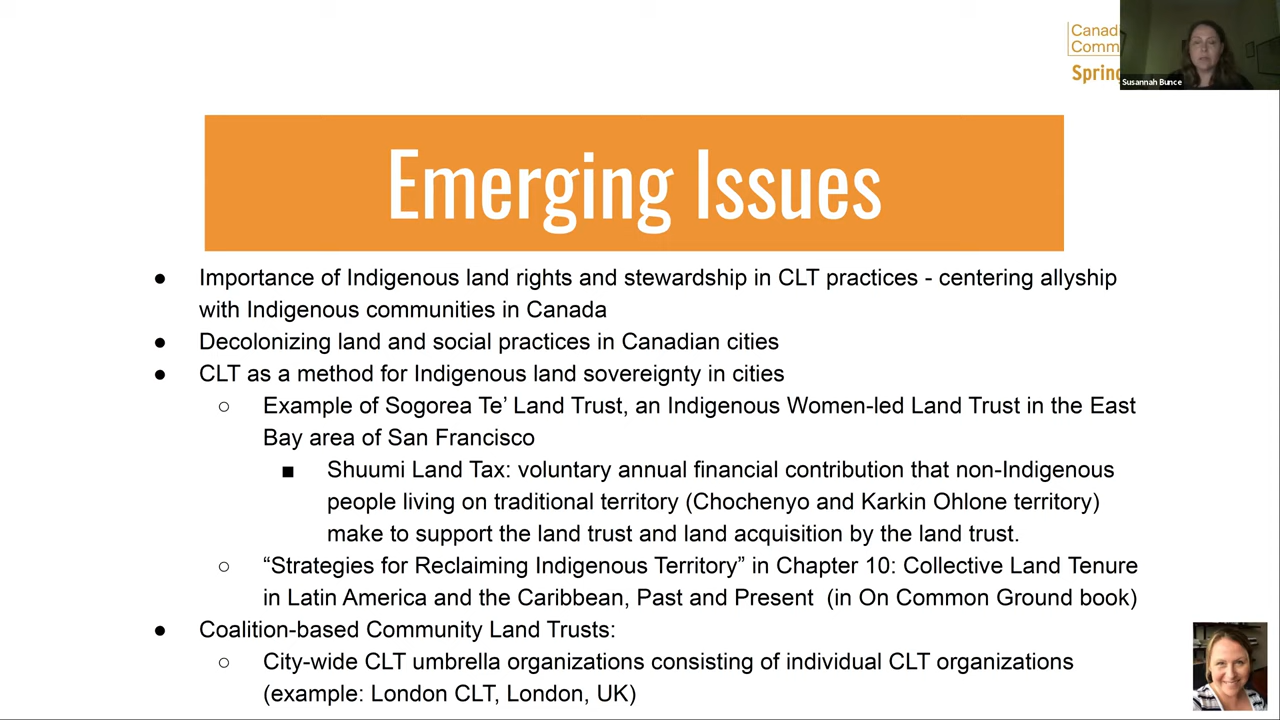 Canad
Comm
Spring
Susannah Bunce
Emerging Issues
● Importance of Indigenous land rights and stewardship in CLT practices - centering allyship
with Indigenous communities in Canada
● Decolonizing land and social practices in Canadian cities
● CLT as a method for Indigenous land sovereignty in cities
○ Example of Sogorea Te’ Land Trust, an Indigenous Women-led Land Trust in the East
Bay area of San Francisco
■ Shuumi Land Tax: voluntary annual financial contribution that non-Indigenous
people living on traditional territory (Chochenyo and Karkin Ohlone territory)
make to support the land trust and land acquisition by the land trust.
○ “Strategies for Reclaiming Indigenous Territory” in Chapter 10: Collective Land Tenure
in Latin America and the Caribbean, Past and Present (in On Common Ground book)
● Coalition-based Community Land Trusts:
○ City-wide CLT umbrella organizations consisting of individual CLT organizations
(example: London CLT, London, UK)